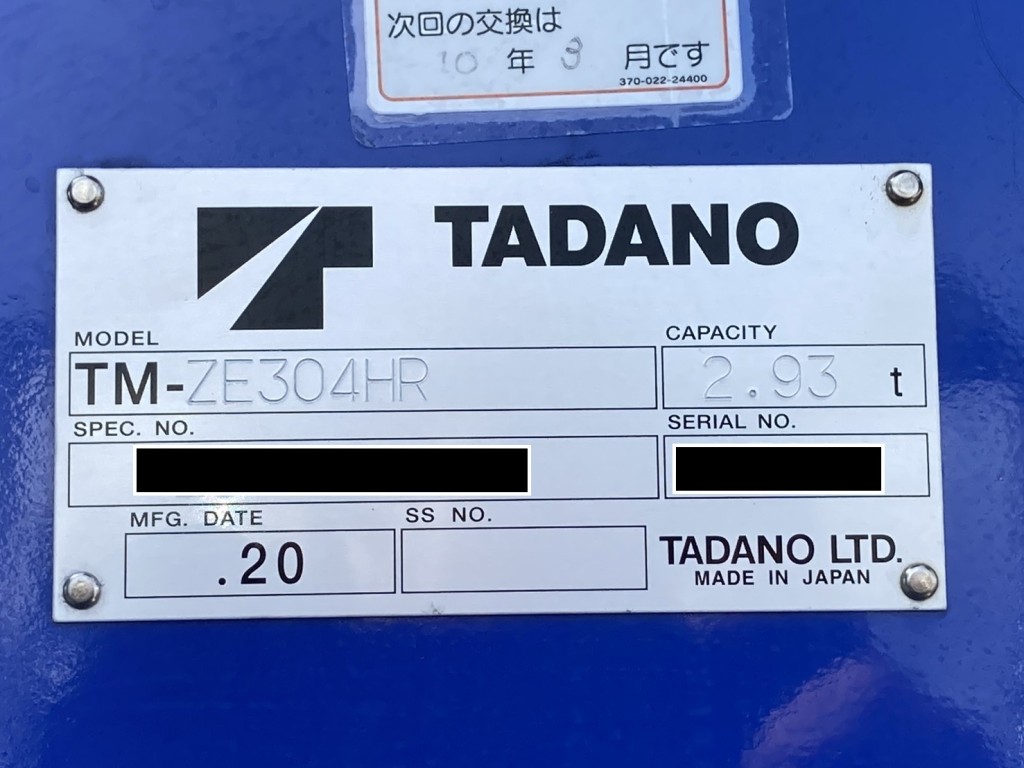 次回の交換は
10 年 3 月です
370-022-24400
TADANO
MODEL
TM-ZE304HR
CAPACITY
2.93 t
SPEC. NO.
SERIAL NO.
MFG. DATE
.20
SS NO.
TADANO LTD.
MADE IN JAPAN